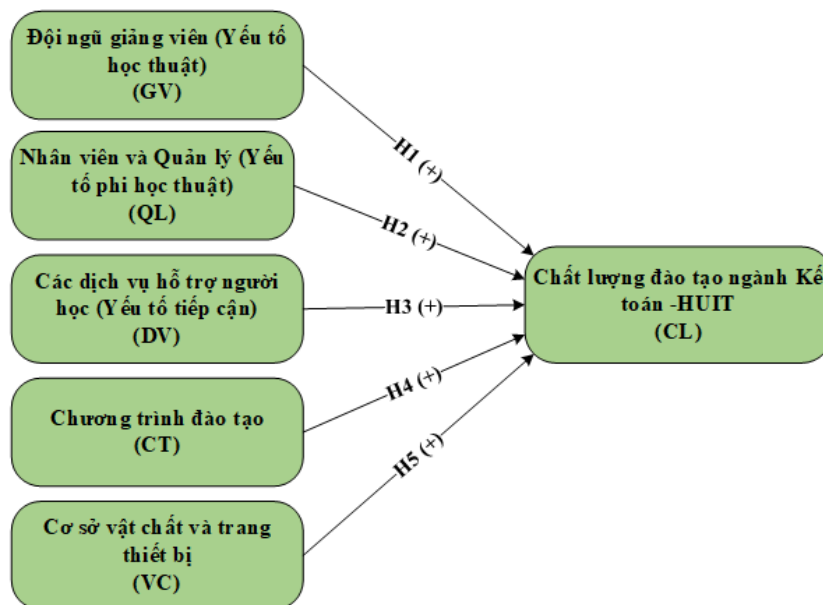 Đội ngũ giảng viên (Yếu tố
học thuật)
(GV)
H1 (+)
Nhân viên và Quản lý (Yếu
tố phi học thuật)
(QL)
H2 (+)
Các dịch vụ hỗ trợ người
học (Yếu tố tiếp cận)
(DV)
H3 (+)
Chương trình đào tạo
(CT)
H4 (+)
Cơ sở vật chất và trang
thiết bị
(VC)
H5 (+)
Chất lượng đào tạo ngành Kế
toán -HUIT
(CL)